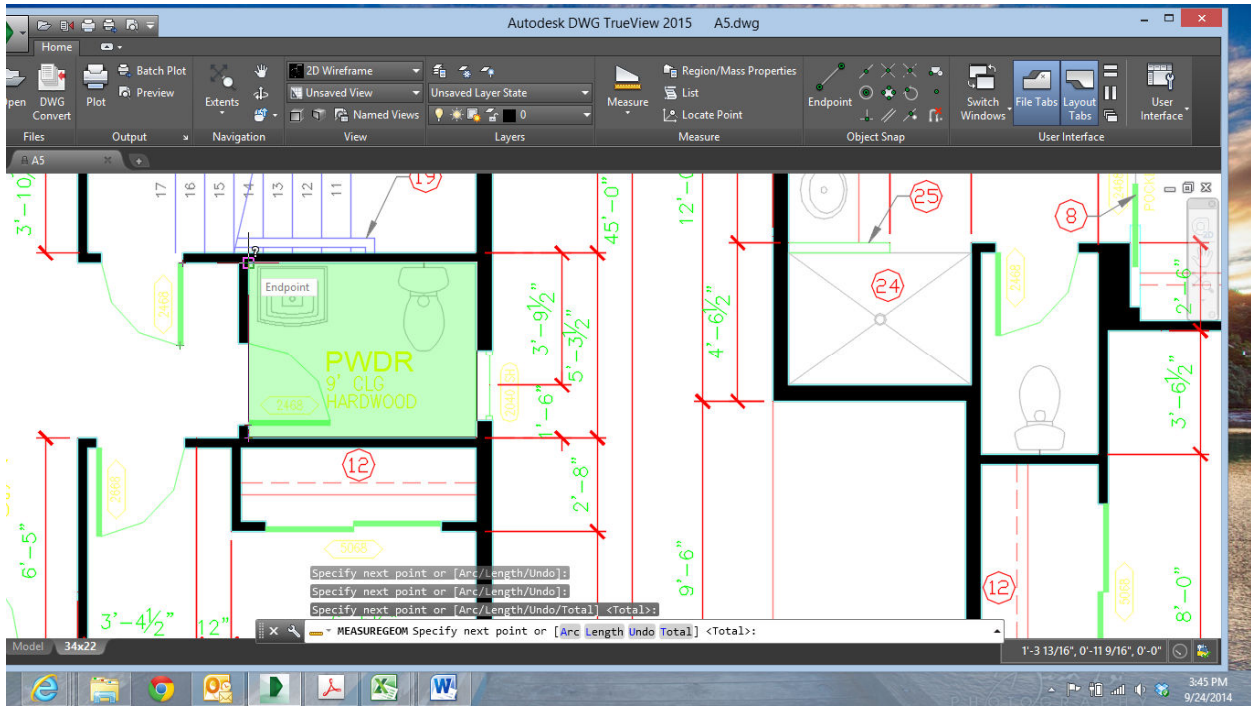 Autodesk DWG TrueView 2015 A5.dwg
Home
Open
DWG Convert
Files
Plot
Batch Plot
Preview
Output
Extents
Navigation
2D Wireframe
Unsaved View
Named Views
View
Unsaved Layer State
0
Layers
Measure
Region/Mass Properties
List
Locate Point
Measure
Endpoint
Object Snap
Switch Windows
File Tabs
Layout Tabs
User Interface
User Interface
A5
17 16 15 14 13 12 11
19
45'-0"
12'-0
25
8
2468
3'-10
2468
Endpoint
PWDR
9' CLG
HARDWOOD
2468
3'-9½"
5'-3½"
1'-6"
2040 SH
4'-6½"
24
2468
2'-6"
3'-6½"
12
2'-8"
2868
5068
6'-5"
9'-6"
12
5068
8'-0"
3'-4½"
12"
Specify next point or [Arc/Length/Undo]:
Specify next point or [Arc/Length/Undo]:
Specify next point or [Arc/Length/Undo/Total] <Total>:
MEASUREGEOM Specify next point or [Arc Length Undo Total] <Total>:
Model 34x22
1'-3 13/16", 0'-11 9/16", 0'-0"
3:45 PM
9/24/2014